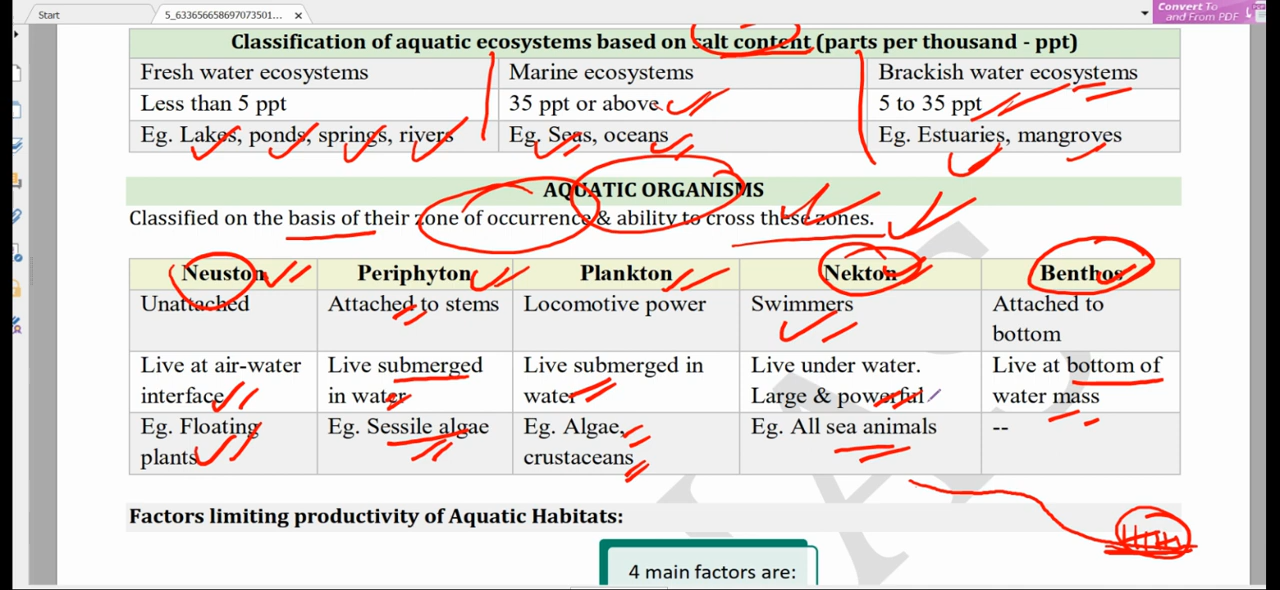 Start
5_633656658697073501...
Convert To
and From PDF
Classification of aquatic ecosystems based on salt content (parts per thousand - ppt)
Fresh water ecosystems Marine ecosystems Brackish water ecosystems
Less than 5 ppt 35 ppt or above 5 to 35 ppt
Eg. Lakes, ponds, springs, rivers Eg. Seas, oceans Eg. Estuaries, mangroves
AQUATIC ORGANISMS
Classified on the basis of their zone of occurrence & ability to cross these zones.
Neuston Periphyton Plankton Nekton Benthos
Unattached Attached to stems Locomotive power Swimmers Attached to
bottom
Live at air-water Live submerged Live submerged in Live under water. Live at bottom of
interface in water water Large & powerful water mass
Eg. Floating Eg. Sessile algae Eg. Algae, Eg. All sea animals --
plants crustaceans
Factors limiting productivity of Aquatic Habitats:
4 main factors are: